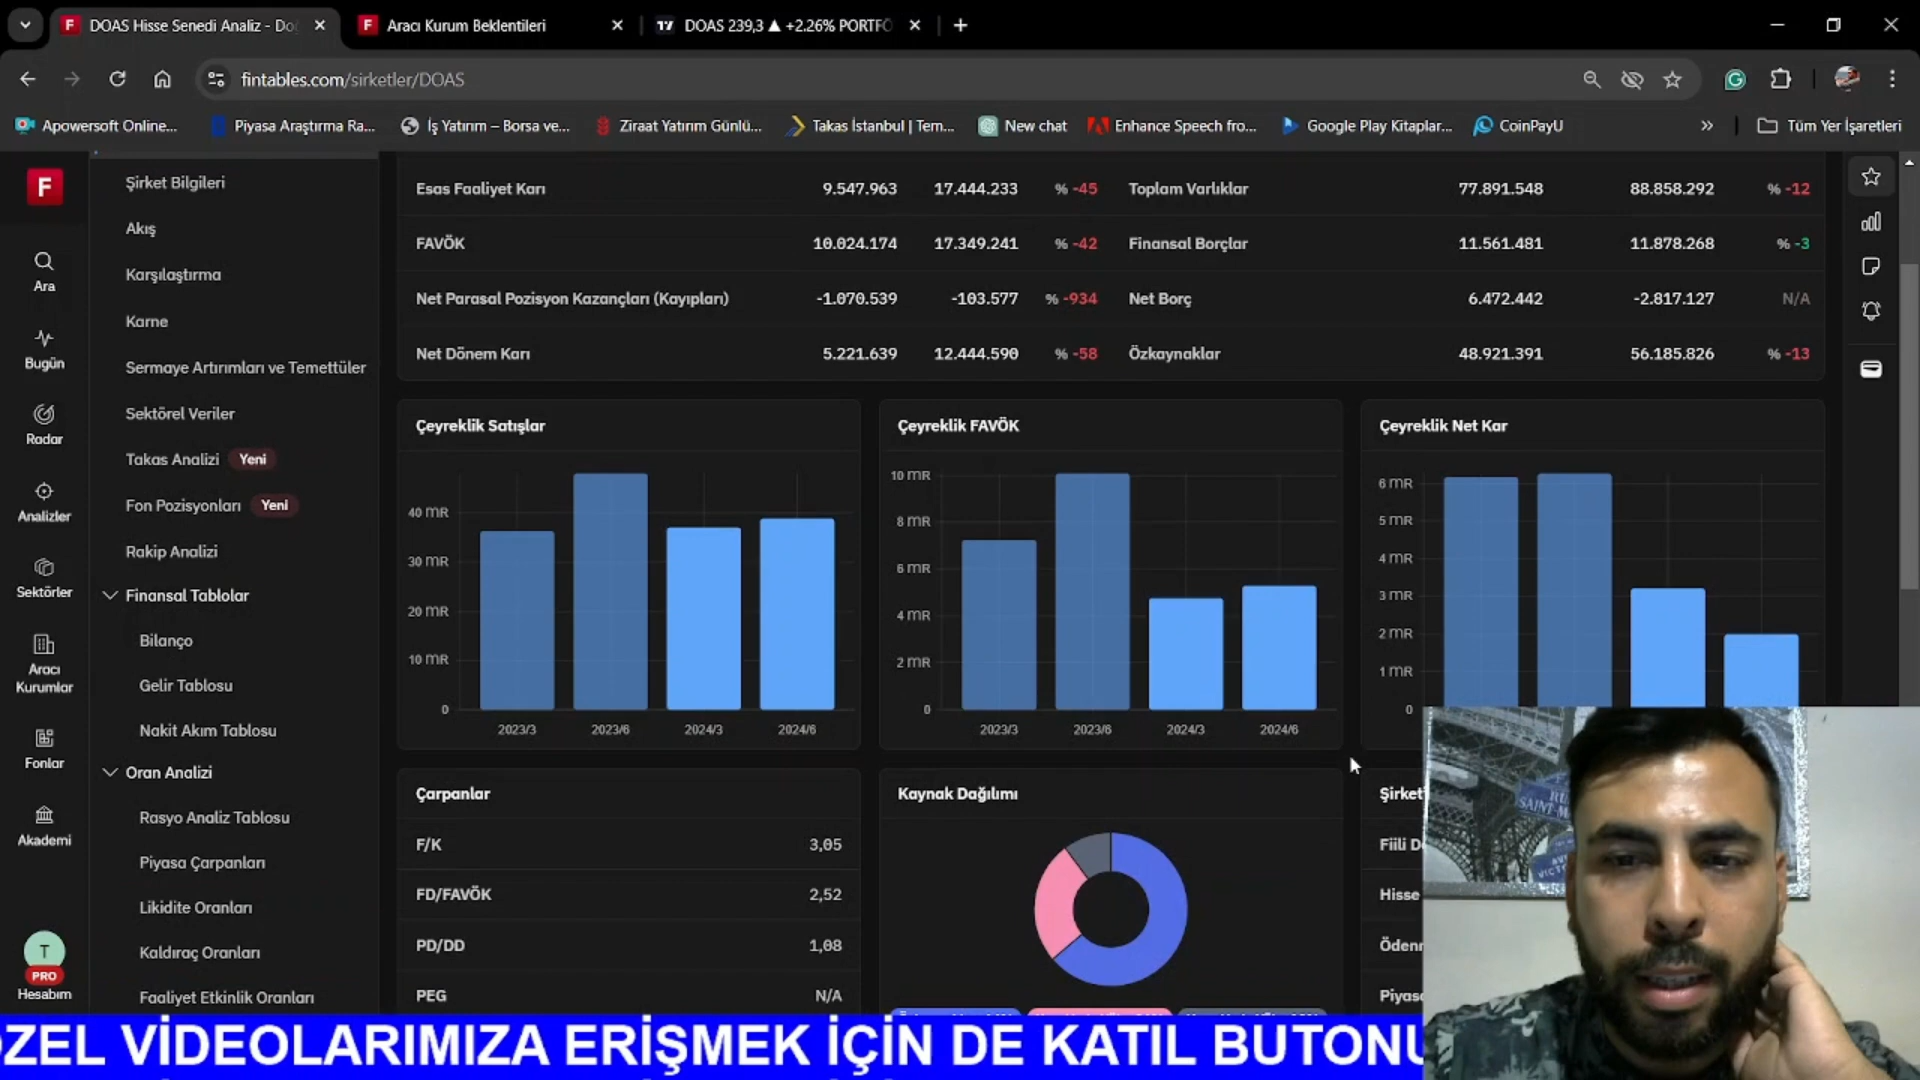 DOAS Hisse Senedi Analiz - Do
Aracı Kurum Beklentileri
DOAS 239,3 ▲ +2.26% PORTFO
fintables.com/sirketler/DOAS
Apowersoft Online...
Piyasa Araştırma Ra...
İş Yatırım – Borsa ve...
Ziraat Yatırım Günlü...
Takas İstanbul | Tem...
New chat
Enhance Speech fro...
Google Play Kitaplar...
CoinPayU
Tüm Yer İşaretleri
F
Ara
Bugün
Radar
Analizler
Sektörler
Aracı
Kurumlar
Fonlar
Akademi
T
PRO
Hesabım
Şirket Bilgileri
Akış
Karşılaştırma
Karne
Sermaye Artırımları ve Temettüler
Sektörel Veriler
Takas Analizi Yeni
Fon Pozisyonları Yeni
Rakip Analizi
Finansal Tablolar
Bilanço
Gelir Tablosu
Nakit Akım Tablosu
Oran Analizi
Rasyo Analiz Tablosu
Piyasa Çarpanları
Likidite Oranları
Kaldıraç Oranları
Faaliyet Etkinlik Oranları
Esas Faaliyet Karı 9.547.963 17.444.233 % -45 Toplam Varlıklar 77.891.548 88.858.292 % -12
FAVÖK 10.024.174 17.349.241 % -42 Finansal Borçlar 11.561.481 11.878.268 % -3
Net Parasal Pozisyon Kazançları (Kayıpları) -1.070.539 -103.577 % -934 Net Borç 6.472.442 -2.817.127 N/A
Net Dönem Karı 5.221.639 12.444.590 % -58 Özkaynaklar 48.921.391 56.185.826 % -13
Çeyreklik Satışlar
40 mr
30 mr
20 mr
10 mr
0
2023/3 2023/6 2024/3 2024/6
Çeyreklik FAVÖK
10 mr
8 mr
6 mr
4 mr
2 mr
0
2023/3 2023/6 2024/3 2024/6
Çeyreklik Net Kar
6 mr
5 mr
4 mr
3 mr
2 mr
1 mr
0
Çarpanlar
F/K 3,05
FD/FAVÖK 2,52
PD/DD 1,08
PEG N/A
Kaynak Dağılımı
Şirket
Fiili D
Hisse
Öden
Piyas
SAINT-M
ÖZEL VİDEOLARIMIZA ERİŞMEK İÇİN DE KATIL BUTONU